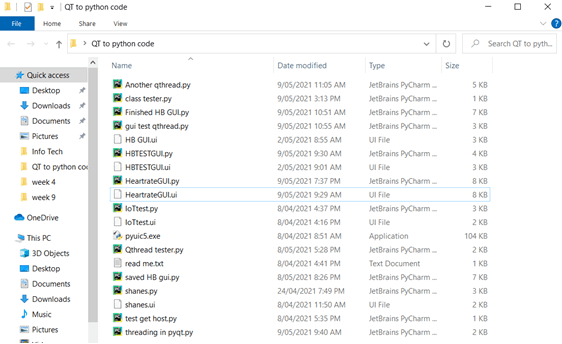 QT to python code
File Home Share View
QT to python code
Search QT to pyth...
Name Date modified Type Size
Quick access
Desktop
Downloads
Documents
Pictures
Info Tech
QT to python cod
week 4
week 9
OneDrive
This PC
3D Objects
Desktop
Documents
Downloads
Music
Pictures
Another qthread.py 9/05/2021 11:05 AM JetBrains PyCharm ... 5 KB
class tester.py 9/05/2021 3:13 PM JetBrains PyCharm ... 1 KB
Finished HB GUI.py 9/05/2021 10:51 AM JetBrains PyCharm ... 7 KB
gui test qthread.py 9/05/2021 10:55 AM JetBrains PyCharm ... 3 KB
HB GUI.ui 2/05/2021 8:55 AM UI File 3 KB
HBTESTGUI.py 9/05/2021 9:30 AM JetBrains PyCharm ... 4 KB
HBTESTGUI.ui 2/05/2021 9:01 AM UI File 3 KB
HeartrateGUI.py 9/05/2021 7:37 PM JetBrains PyCharm ... 8 KB
HeartrateGUI.ui 9/05/2021 9:29 AM UI File 8 KB
IoTtest.py 8/04/2021 4:37 PM JetBrains PyCharm ... 3 KB
IoTtest.ui 8/04/2021 4:16 PM UI File 2 KB
pyuic5.exe 8/04/2021 8:51 AM Application 104 KB
Qthread tester.py 8/05/2021 5:28 PM JetBrains PyCharm ... 2 KB
read me.txt 8/04/2021 4:41 PM Text Document 1 KB
saved HB gui.py 8/05/2021 8:26 PM JetBrains PyCharm ... 7 KB
shanes.py 24/04/2021 7:49 PM JetBrains PyCharm ... 3 KB
shanes.ui 8/04/2021 11:50 AM UI File 2 KB
test get host.py 8/04/2021 5:35 PM JetBrains PyCharm ... 1 KB
threading in pyqt.py 9/05/2021 9:40 AM JetBrains PyCharm ... 2 KB